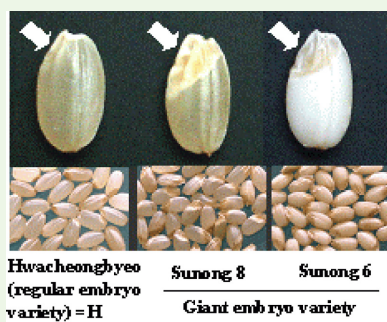 Hwacheongbyeo
(regular embryo
variety) = H
Sunong 8
Sunong 6
Giant embryo variety